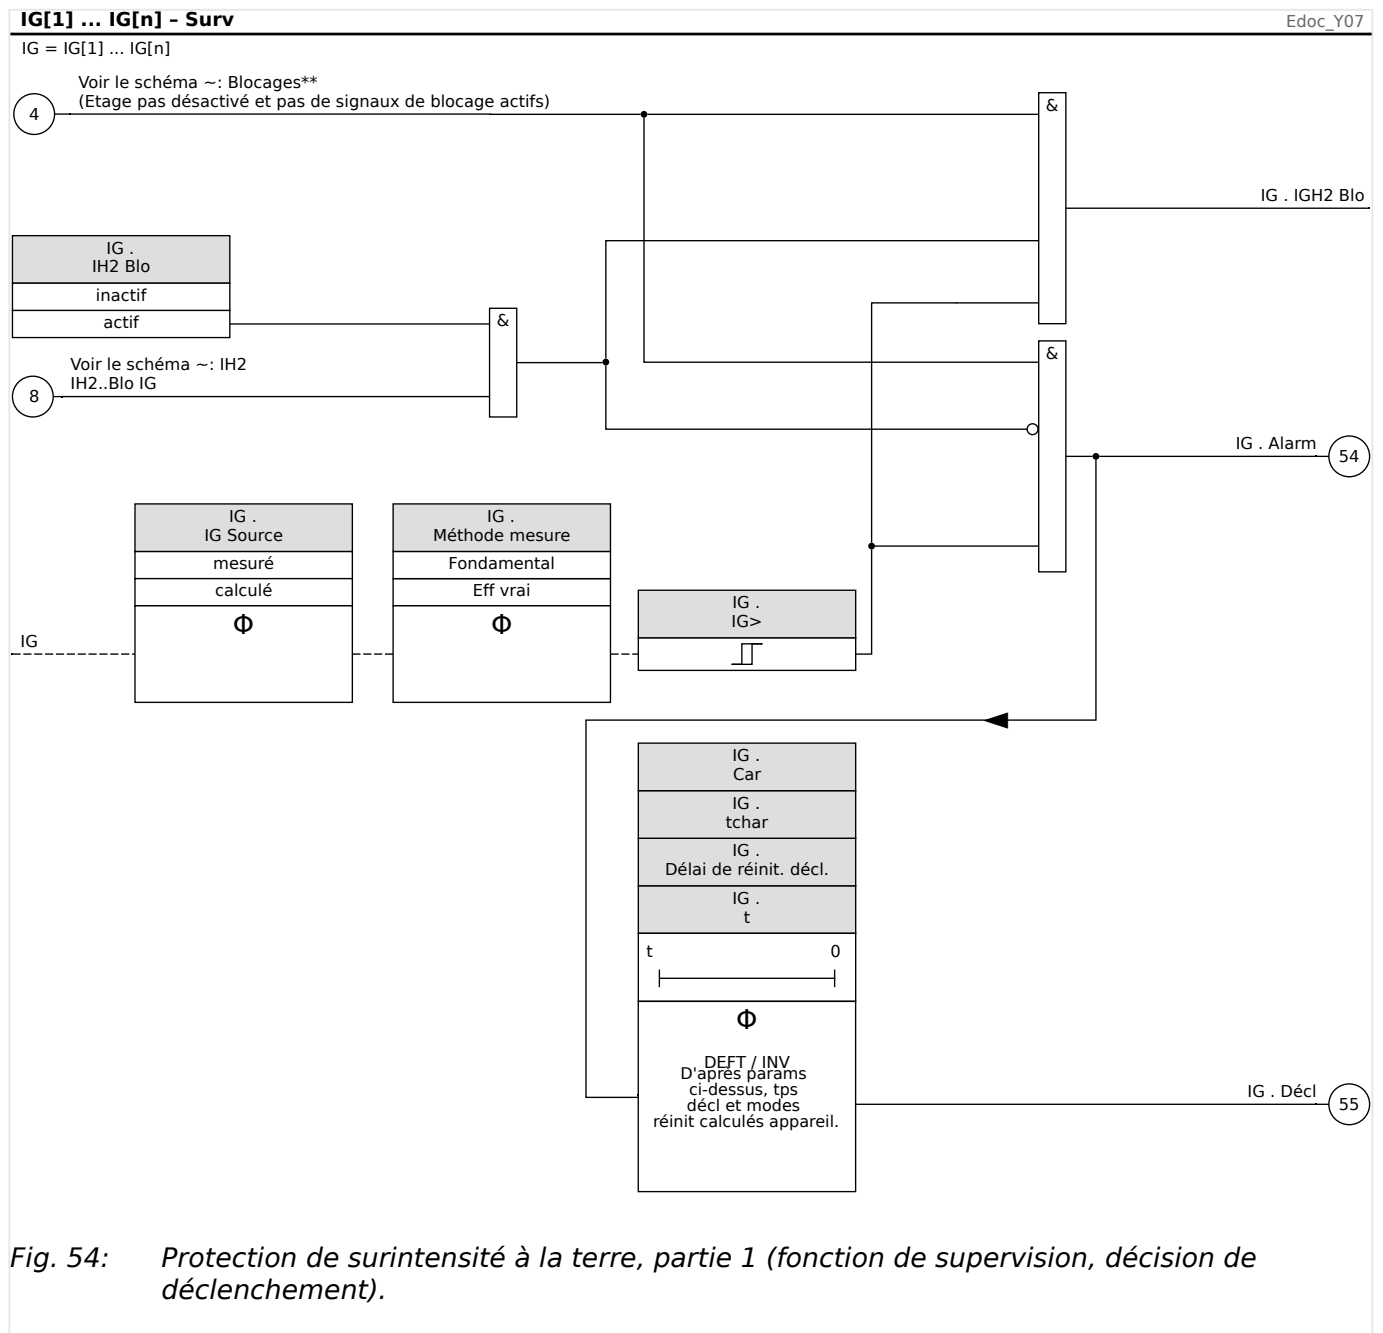 IG[1] ... IG[n] – Surv
Edoc_Y07
IG = IG[1] ... IG[n]
Voir le schéma ~: Blocages**
(Etage pas désactivé et pas de signaux de blocage actifs)
4
&
IG . IGH2 Blo
IG .
IH2 Blo
inactif
actif
&
&
Voir le schéma ~: IH2
IH2..Blo IG
8
IG . Alarm
54
IG .
IG Source
mesuré
calculé
Φ
IG .
Méthode mesure
Fondamental
Eff vrai
Φ
IG .
IG>
IG
IG .
Car
IG .
tchar
IG .
Délai de réinit. décl.
IG .
t
t 0
Φ
DEFT / INV
D'après params
ci-dessus, tps
décl et modes
réinit calculés appareil.
IG . Décl
55
Fig. 54: Protection de surintensité à la terre, partie 1 (fonction de supervision, décision de
déclenchement).